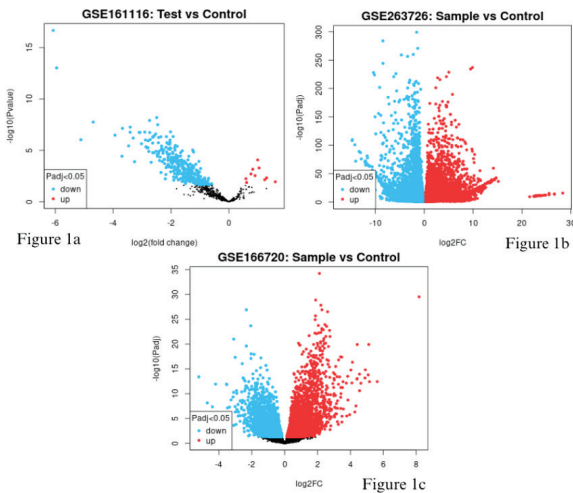 GSE161116: Test vs Control
-log10(Pvalue)
15
10
5
0
Padj<0.05
down
up
-6 -4 -2 0
log2(fold change)
Figure 1a
GSE263726: Sample vs Control
-log10(Padj)
300
250
200
150
100
50
0
Padj<0.05
down
up
-10 0 10 20 30
log2FC
Figure 1b
GSE166720: Sample vs Control
-log10(Padj)
35
30
25
20
15
10
5
0
Padj<0.05
down
up
-4 -2 0 2 4 6 8
log2FC
Figure 1c